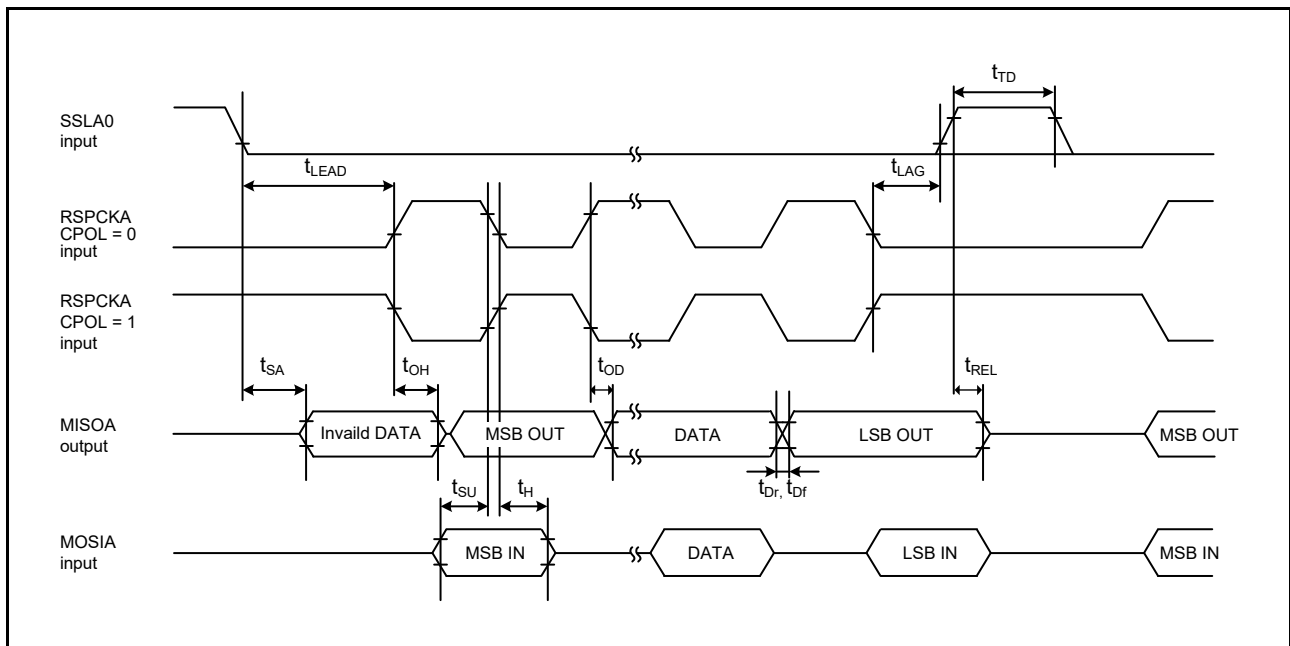 tTD
SSLA0
input
tLEAD
tLAG
RSPCKA
CPOL = 0
input
RSPCKA
CPOL = 1
input
tSA
tOH
tOD
tREL
MISOA
output
Invaild DATA
MSB OUT
DATA
LSB OUT
MSB OUT
tSU
tH
tDr, tDf
MOSIA
input
MSB IN
DATA
LSB IN
MSB IN